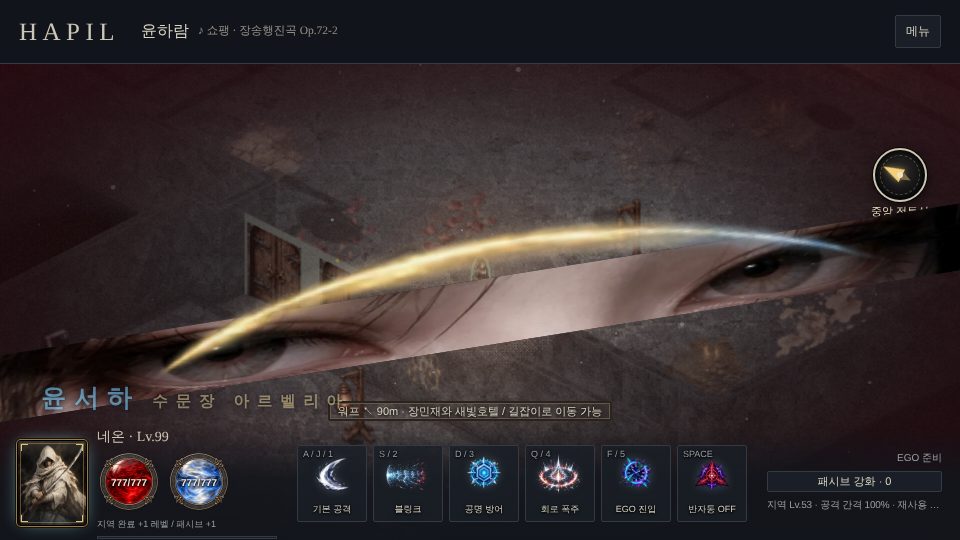 HAPIL 윤하람 ♪ 쇼팽 · 장송행진곡 Op.72-2 메뉴
윤서하 수문장 아르벨리아
워프 ↖ 90m · 장민재와 새빛호텔 / 길잡이로 이동 가능
네온 · Lv.99
777/777 777/777
지역 완료 +1 레벨 / 패시브 +1
A / J / 1
기본 공격
S / 2
블링크
D / 3
공명 방어
Q / 4
회로 폭주
F / 5
EGO 진입
SPACE
반자동 OFF
EGO 준비
패시브 강화 · 0
지역 Lv.53 · 공격 간격 100% · 재사용 ...